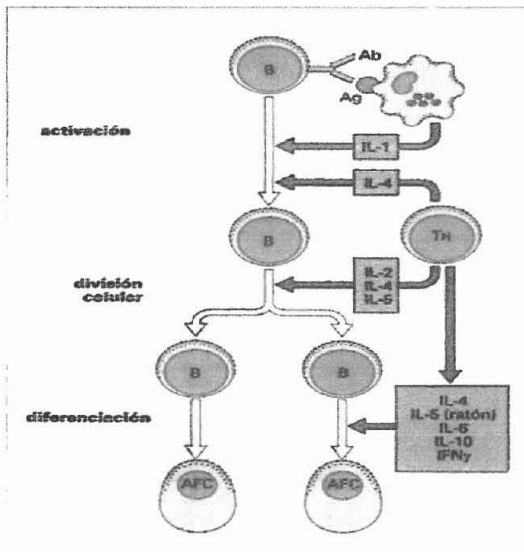 B
Ab
Ag
activación
IL-1
IL-4
B
TH
división
celular
IL-2
IL-4
IL-5
B
B
diferenciación
IL-4
IL-5 (ratón)
IL-6
IL-10
IFNγ
AFC
AFC